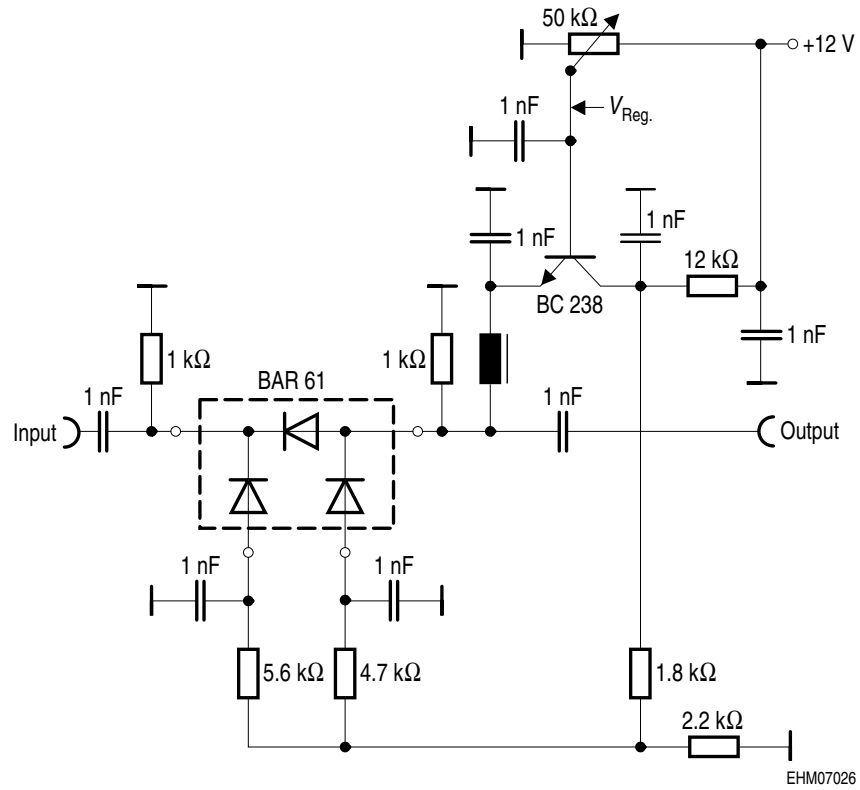 50 kΩ
+12 V
1 nF
V Reg.
1 nF
1 nF
12 kΩ
BC 238
1 nF
1 kΩ
1 kΩ
BAR 61
1 nF
1 nF
Input
Output
1 nF
1 nF
5.6 kΩ
4.7 kΩ
1.8 kΩ
2.2 kΩ
EHM07026